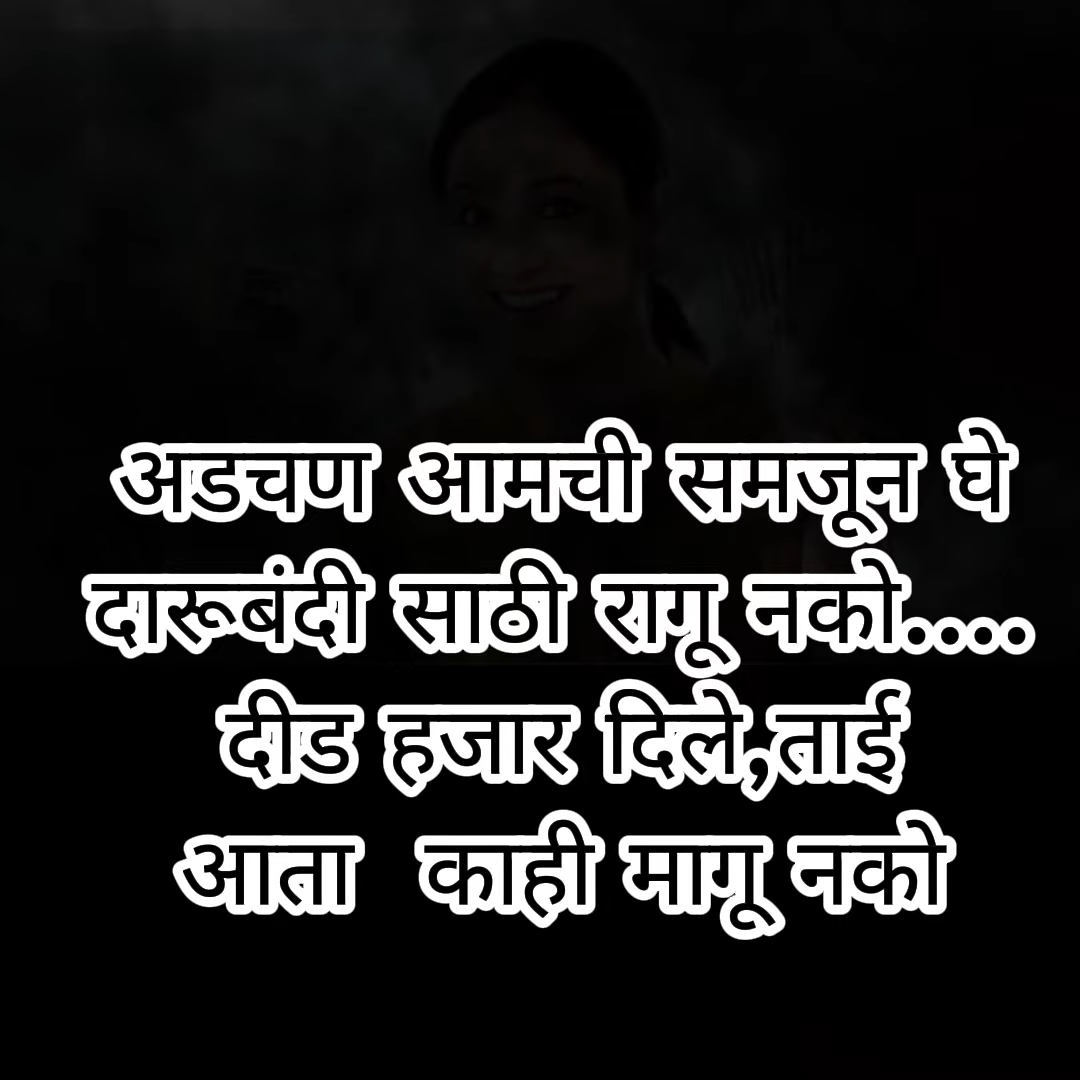 अडचण आमची समजून घे
दारूबंदी साठी रागू नको....
दीड हजार दिले,ताई
आता काही मागू नको